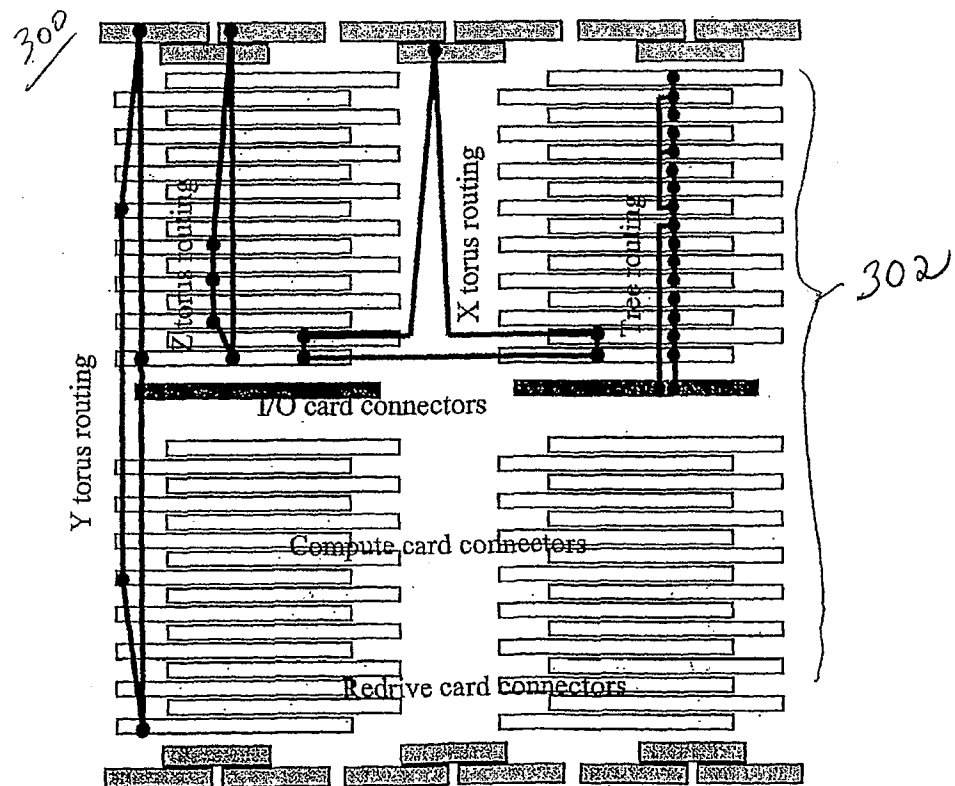 300
Z torus routing
X torus routing
Tree routing
302
Y torus routing
I/O card connectors
Compute card connectors
Redrive card connectors